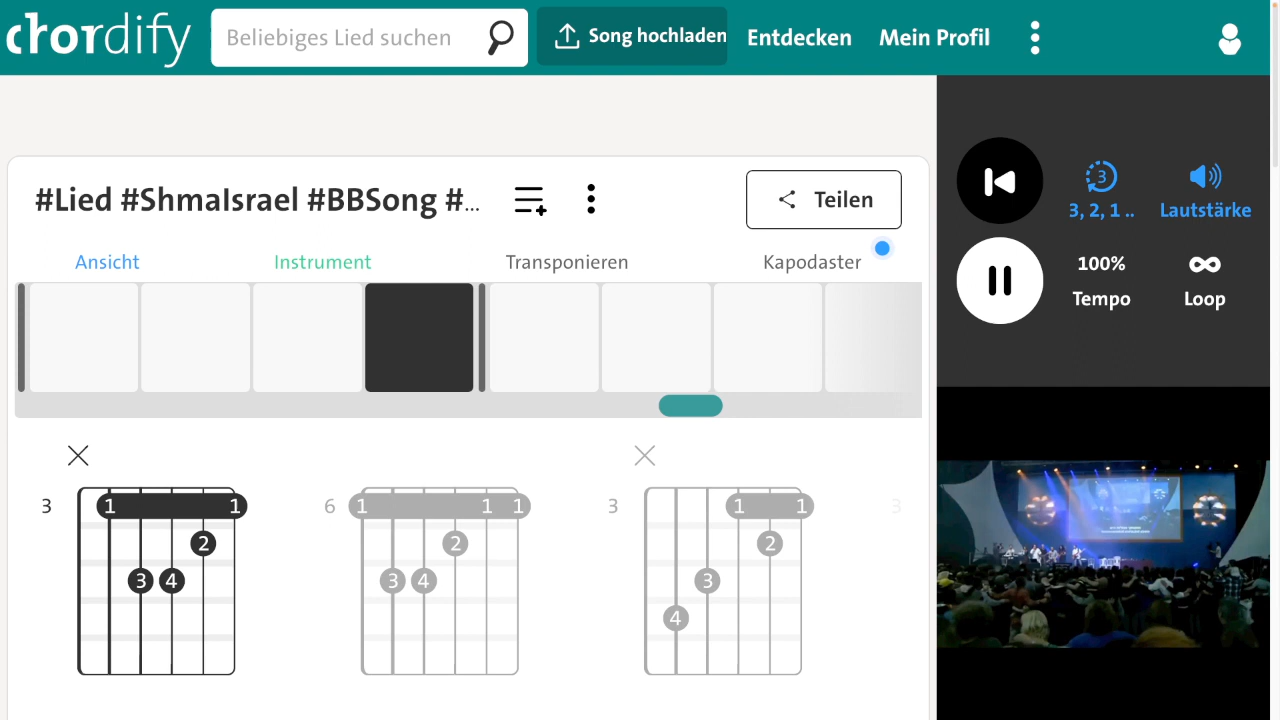 chordify
Beliebiges Lied suchen
Song hochladen
Entdecken
Mein Profil
#Lied #ShmaIsrael #BBSong #...
Teilen
Ansicht
Instrument
Transponieren
Kapodaster
3
3, 2, 1 ..
Lautstärke
100%
Tempo
Loop
3
1 1
2
3 4
6
1 1 1
2
3 4
3
1 1
2
3
4
3